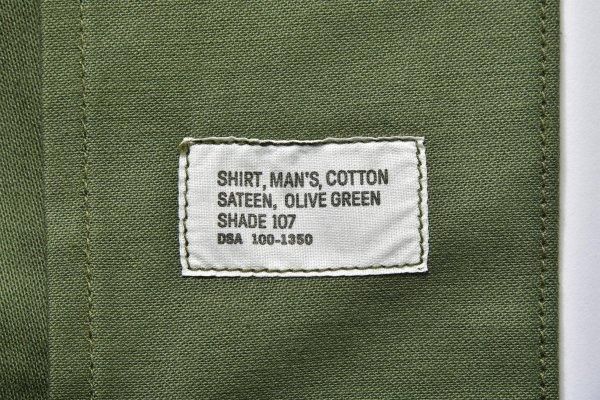 SHIRT, MAN'S, COTTON
SATEEN, OLIVE GREEN
SHADE 107
DSA 100-1350